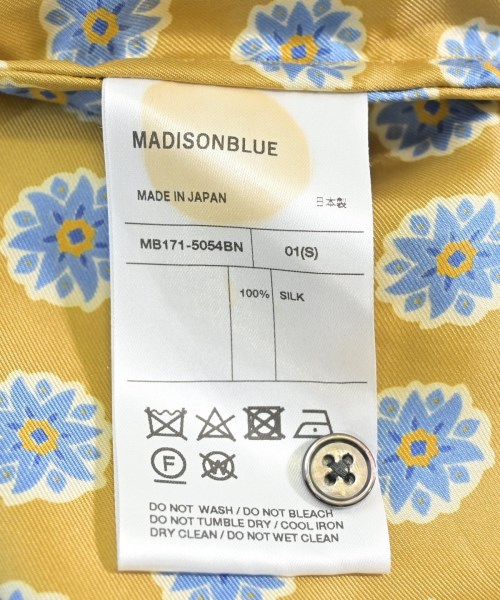 MADISONBLUE
MADE IN JAPAN 日本製
MB171-5054BN 01(S)
100% SILK
F W
DO NOT WASH / DO NOT BLEACH
DO NOT TUMBLE DRY / COOL IRON
DRY CLEAN / DO NOT WET CLEAN